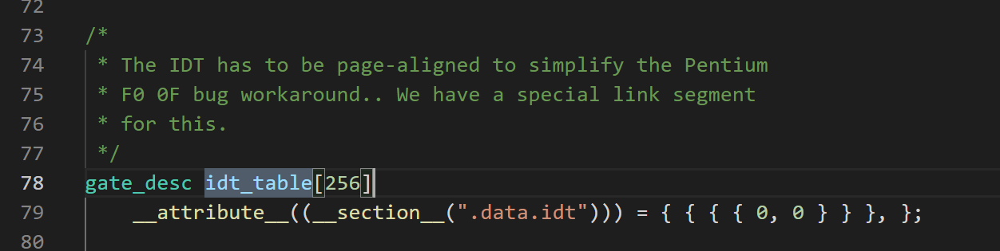 72
73 /*
74  * The IDT has to be page-aligned to simplify the Pentium
75  * F0 0F bug workaround.. We have a special link segment
76  * for this.
77  */
78 gate_desc idt_table[256]
79     __attribute__((__section__(".data.idt"))) = { { { { 0, 0 } } }, };
80